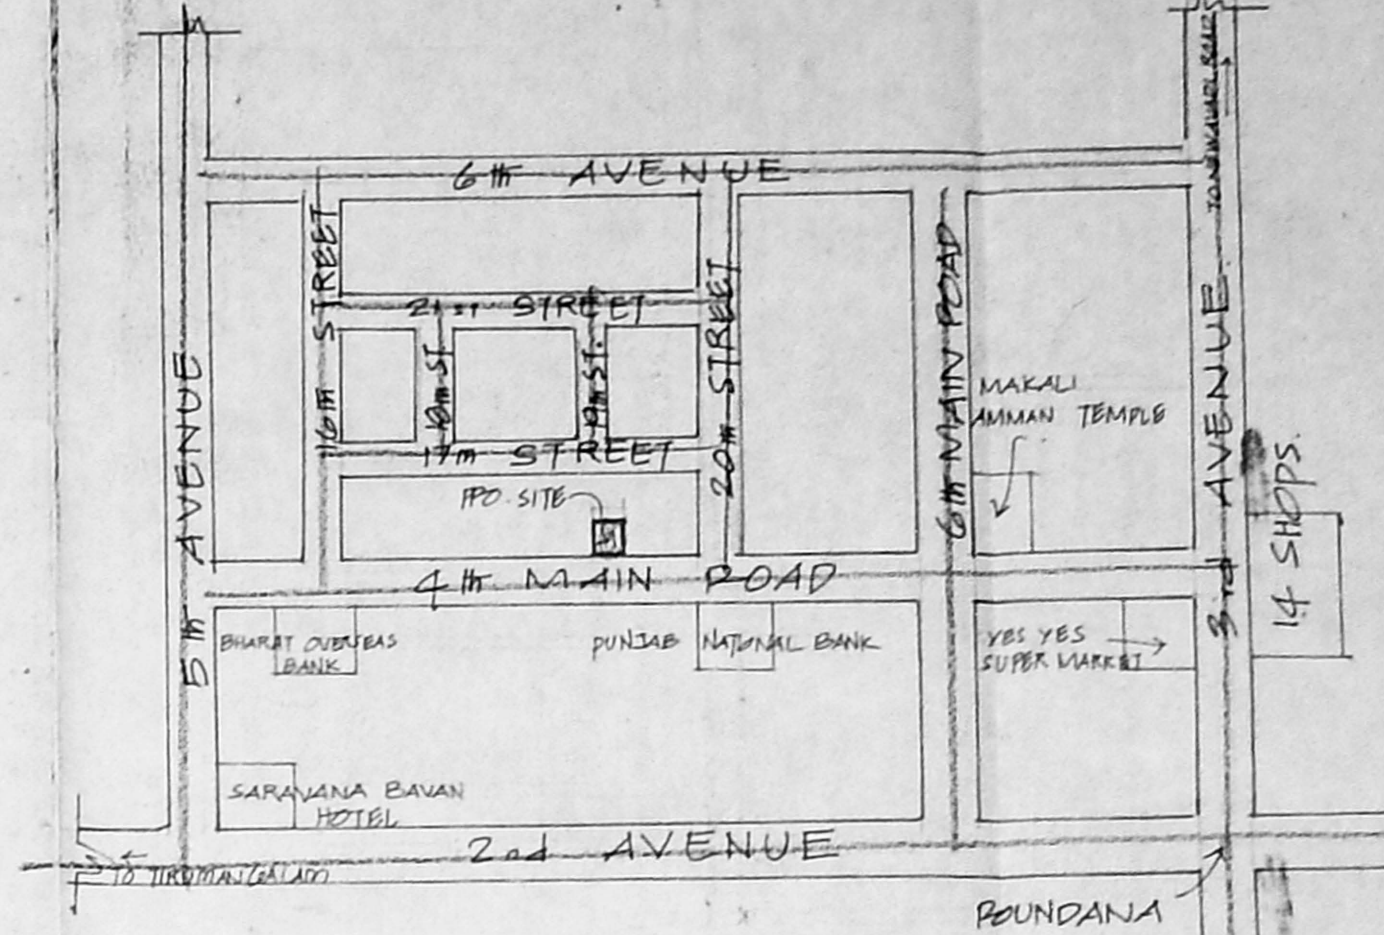 6th AVENUE
21st STREET
16th STREET
18th ST.
19th ST.
17th STREET
20th STREET
PPO. SITE
6th MAIN ROAD
MAKALI
AMMAN TEMPLE
5th AVENUE
3rd AVENUE
14 SHOPS.
4th MAIN ROAD
BHARAT OVERSEAS
BANK
PUNJAB NATIONAL BANK
YES YES
SUPER MARKET
SARAVANA BAVAN
HOTEL
2nd AVENUE
TO TIRUMANGALAM
ROUNDANA